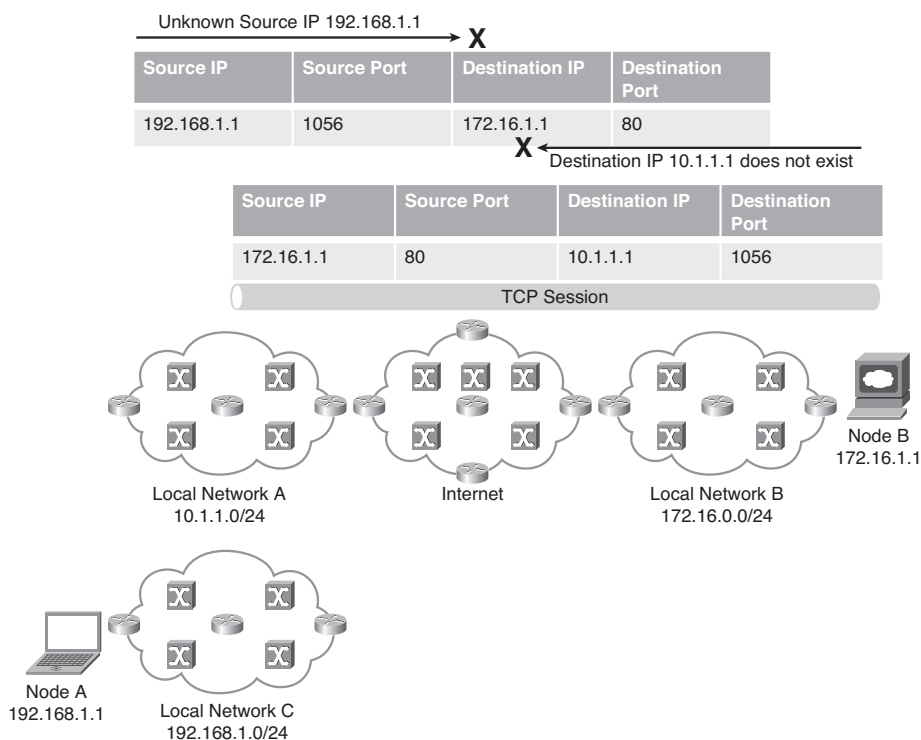 Unknown Source IP 192.168.1.1
X
Source IP Source Port Destination IP Destination Port
192.168.1.1 1056 172.16.1.1 80
X
Destination IP 10.1.1.1 does not exist
Source IP Source Port Destination IP Destination Port
172.16.1.1 80 10.1.1.1 1056
TCP Session
Local Network A
10.1.1.0/24
Internet
Local Network B
172.16.0.0/24
Node B
172.16.1.1
Node A
192.168.1.1
Local Network C
192.168.1.0/24